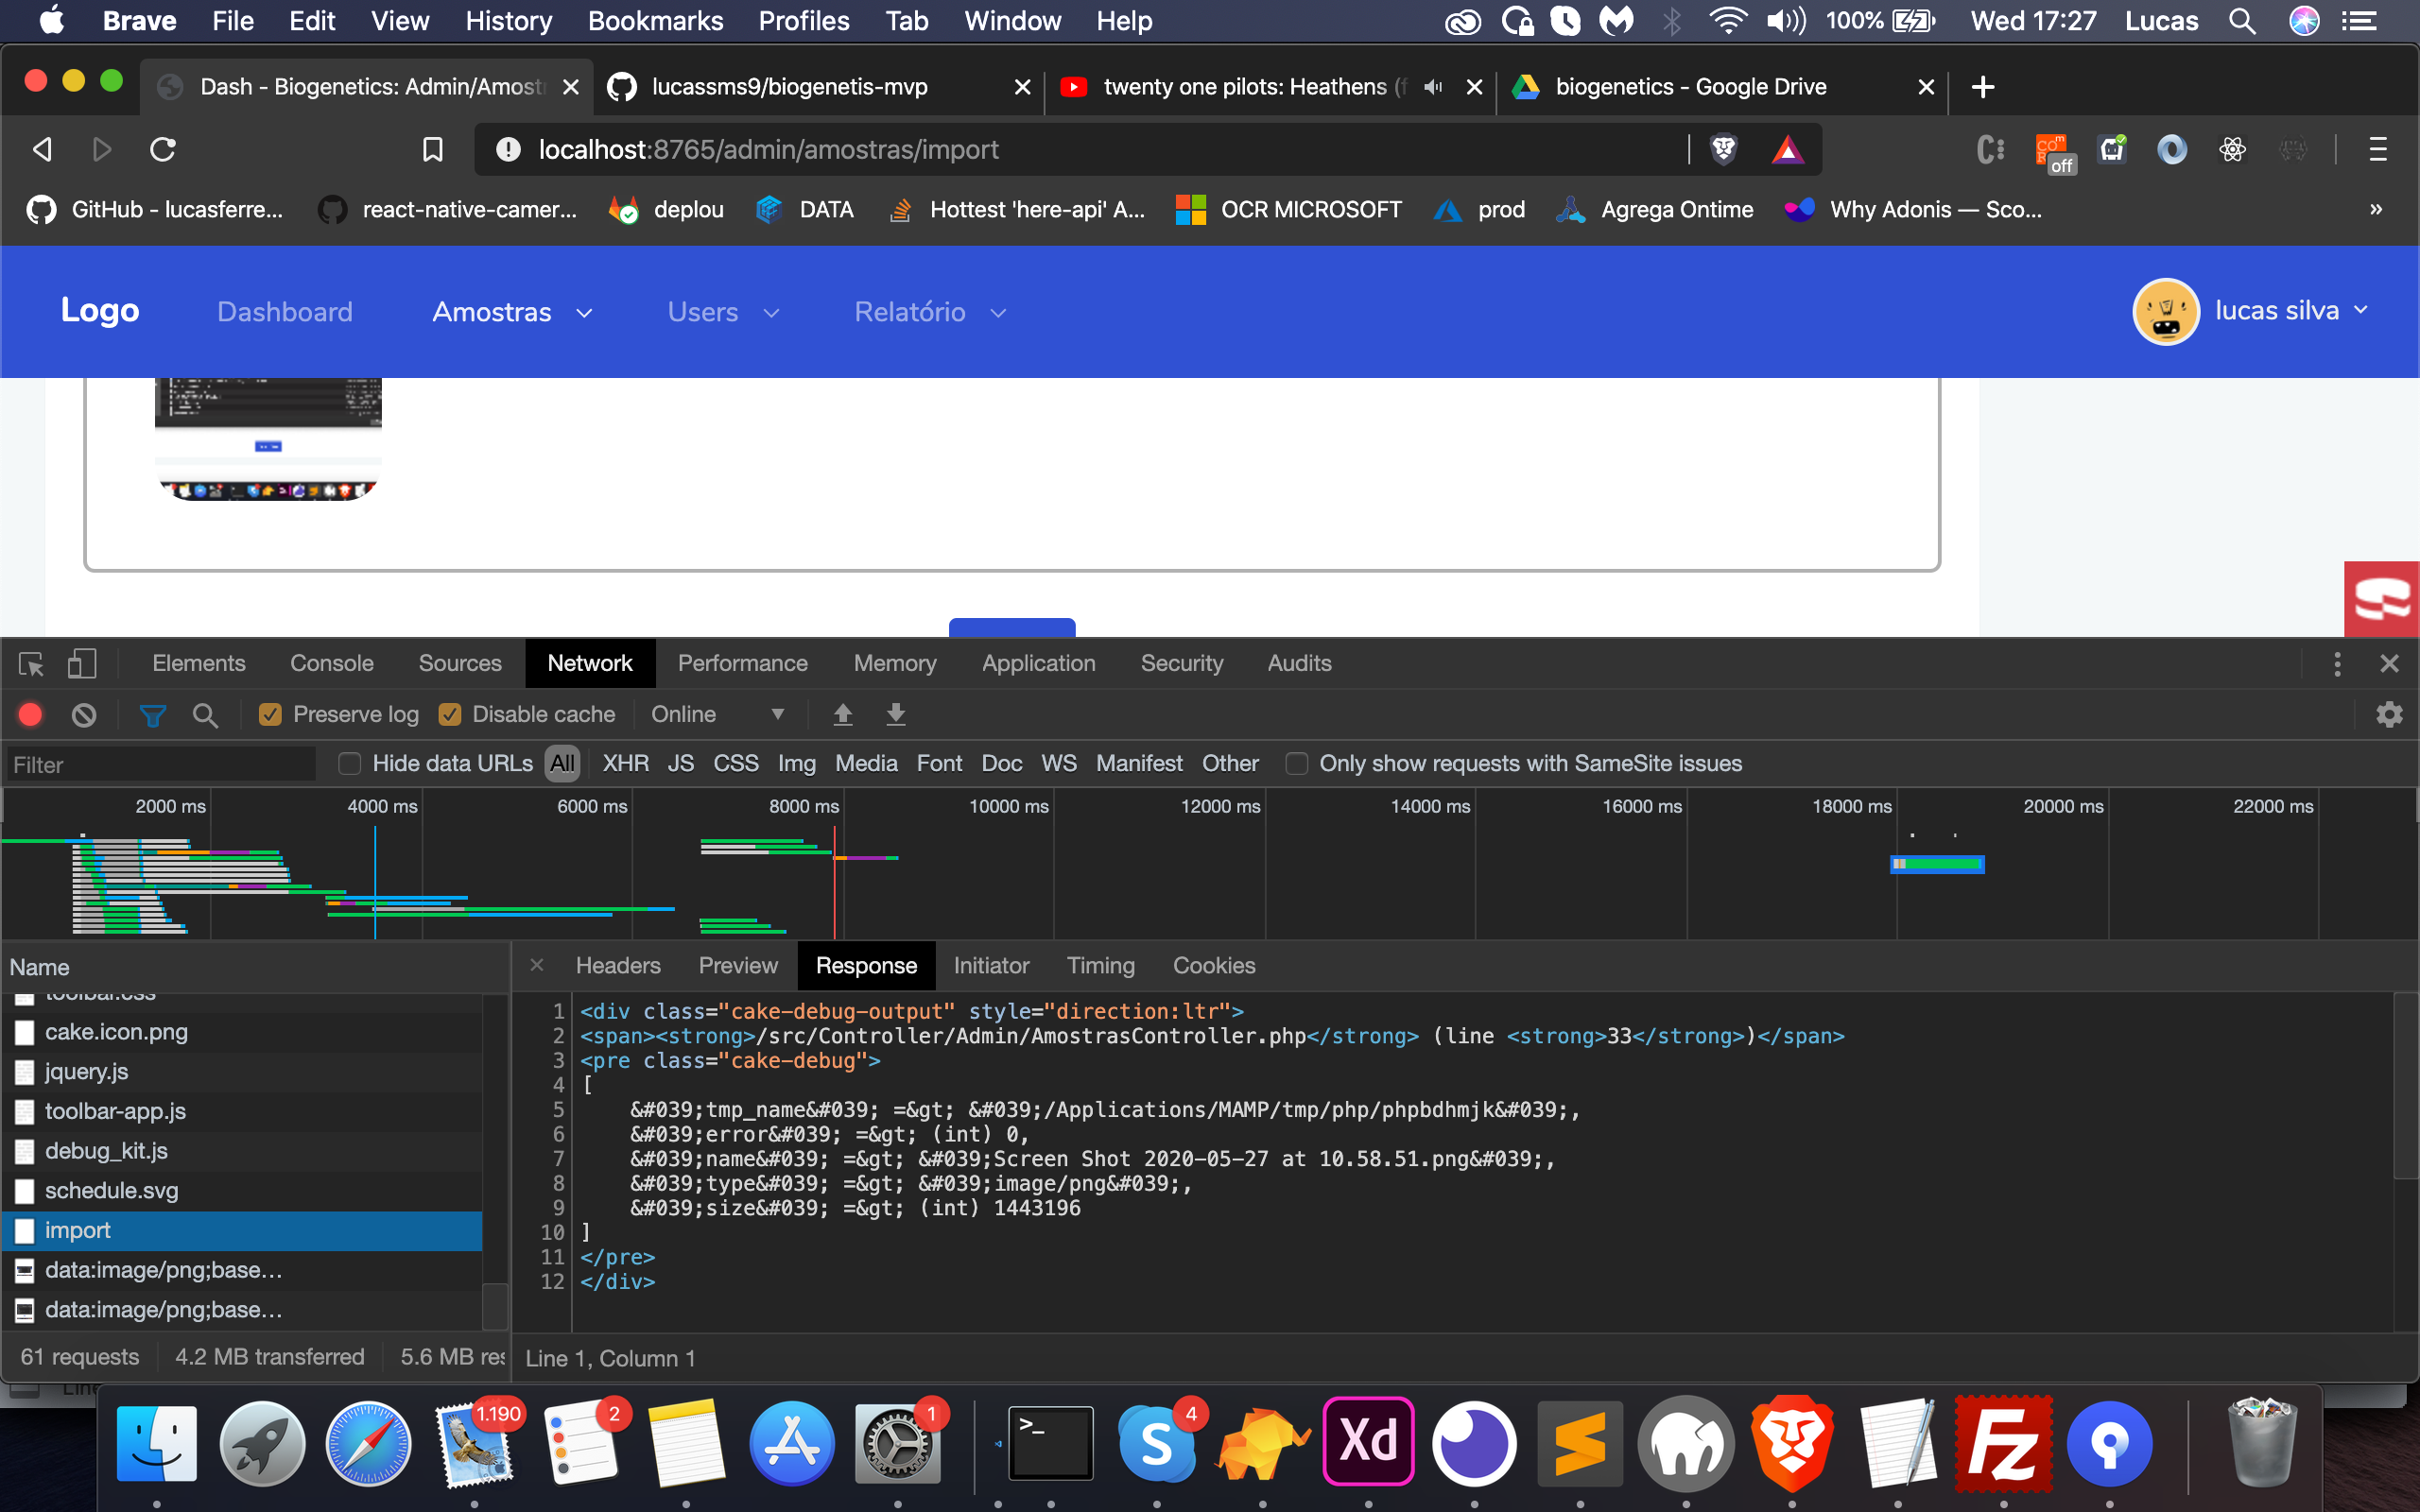 Brave File Edit View History Bookmarks Profiles Tab Window Help 100% Wed 17:27 Lucas
Dash - Biogenetics: Admin/Amost lucassms9/biogenetis-mvp twenty one pilots: Heathens (f biogenetics - Google Drive
localhost:8765/admin/amostras/import off
GitHub - lucasferre... react-native-camer... deplou DATA Hottest 'here-api' A... OCR MICROSOFT prod Agrega Ontime Why Adonis — Sco... »
Logo Dashboard Amostras Users Relatório lucas silva
Elements Console Sources Network Performance Memory Application Security Audits
Preserve log Disable cache Online
Filter Hide data URLs All XHR JS CSS Img Media Font Doc WS Manifest Other Only show requests with SameSite issues
2000 ms 4000 ms 6000 ms 8000 ms 10000 ms 12000 ms 14000 ms 16000 ms 18000 ms 20000 ms 22000 ms
Name
toolbar.css
cake.icon.png
jquery.js
toolbar-app.js
debug_kit.js
schedule.svg
import
data:image/png;base...
data:image/png;base...
61 requests 4.2 MB transferred 5.6 MB res
Headers Preview Response Initiator Timing Cookies
1 <div class="cake-debug-output" style="direction:ltr">
2 <span><strong>/src/Controller/Admin/AmostrasController.php</strong> (line <strong>33</strong>)</span>
3 <pre class="cake-debug">
4 [
5 &#039;tmp_name&#039; =&gt; &#039;/Applications/MAMP/tmp/php/phpbdhmjk&#039;,
6 &#039;error&#039; =&gt; (int) 0,
7 &#039;name&#039; =&gt; &#039;Screen Shot 2020-05-27 at 10.58.51.png&#039;,
8 &#039;type&#039; =&gt; &#039;image/png&#039;,
9 &#039;size&#039; =&gt; (int) 1443196
10 ]
11 </pre>
12 </div>
Line 1, Column 1
Line
1.190 2 1 >_ S 4 Xd Fz